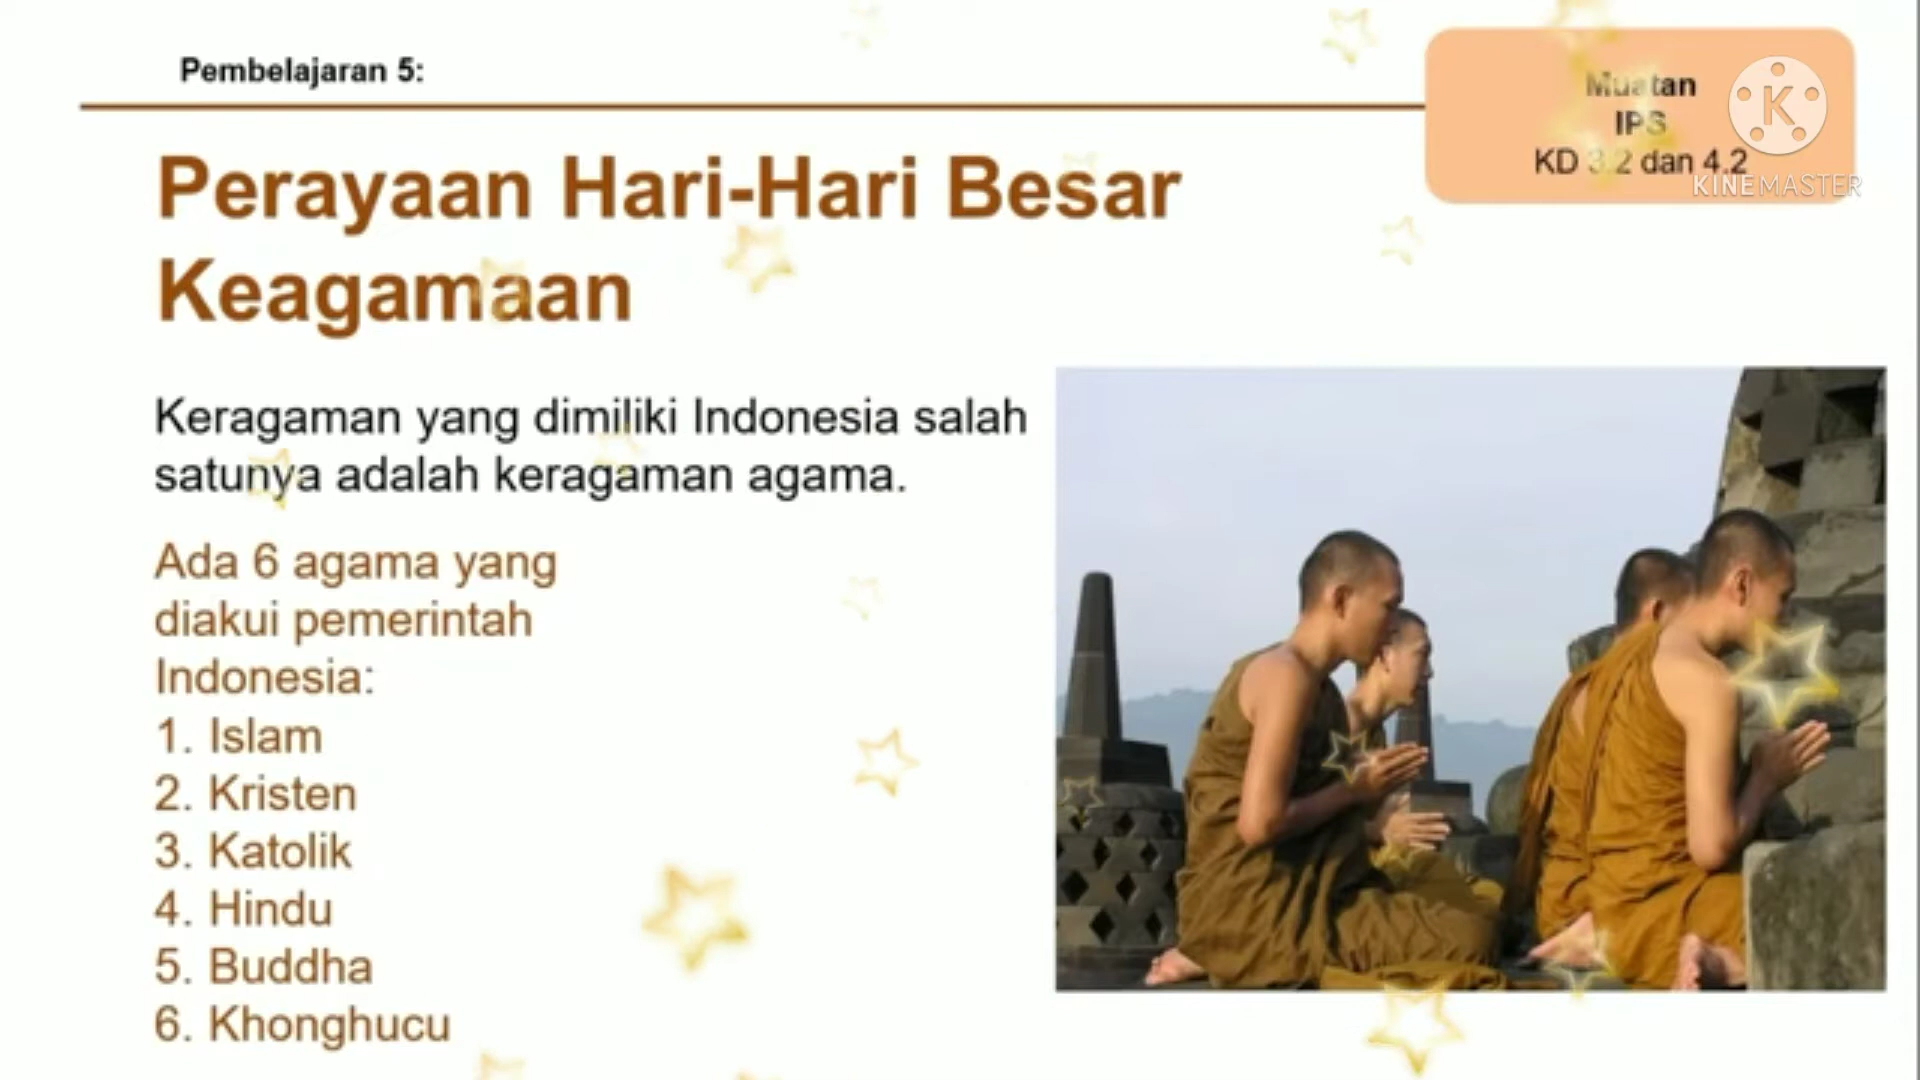 Pembelajaran 5:
Muatan
IPS
KD 3.2 dan 4.2
K
KINEMASTER
Perayaan Hari-Hari Besar
Keagamaan
Keragaman yang dimiliki Indonesia salah
satunya adalah keragaman agama.
Ada 6 agama yang
diakui pemerintah
Indonesia:
1. Islam
2. Kristen
3. Katolik
4. Hindu
5. Buddha
6. Khonghucu